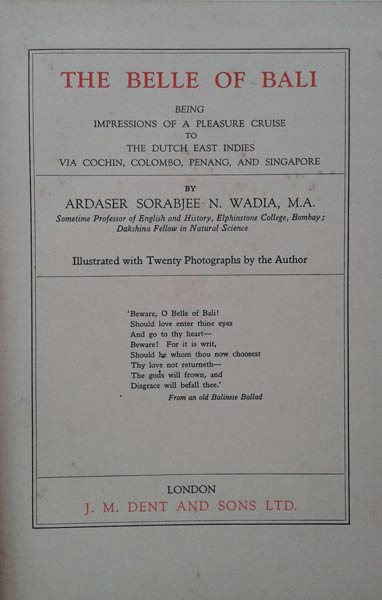 THE BELLE OF BALI
BEING
IMPRESSIONS OF A PLEASURE CRUISE
TO
THE DUTCH EAST INDIES
VIA COCHIN, COLOMBO, PENANG, AND SINGAPORE
BY
ARDASER SORABJEE N. WADIA, M.A.
Sometime Professor of English and History, Elphinstone College, Bombay;
Dakshina Fellow in Natural Science
Illustrated with Twenty Photographs by the Author
'Beware, O Belle of Bali!
Should love enter thine eyes
And go to thy heart—
Beware! For it is writ,
Should he whom thou now choosest
Thy love not returneth—
The gods will frown, and
Disgrace will befall thee.'
From an old Balinese Ballad
LONDON
J. M. DENT AND SONS LTD.